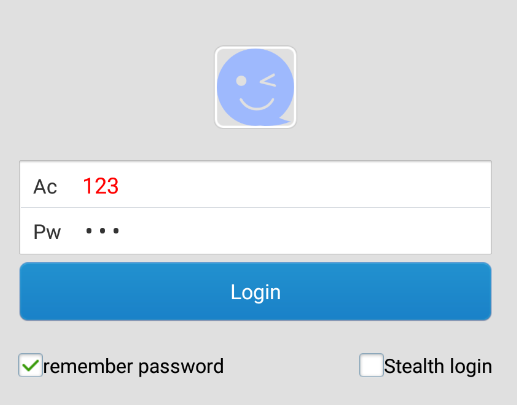 Ac 123
Pw •••
Login
remember password
Stealth login